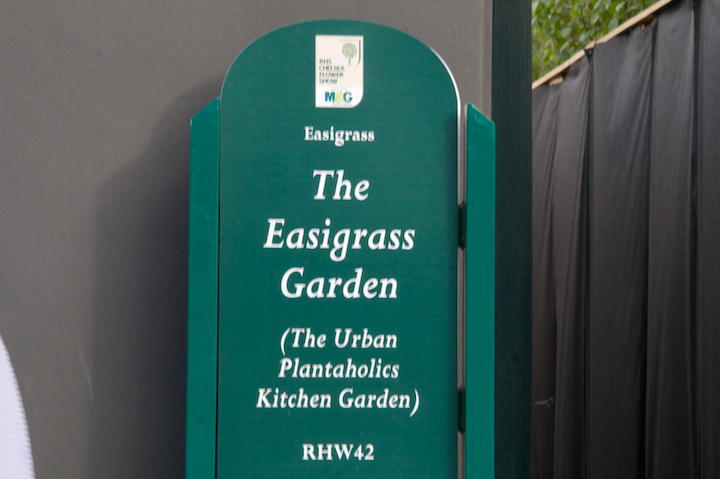 RHS
CHELSEA
FLOWER
SHOW
M&G
Easigrass
The
Easigrass
Garden
(The Urban
Plantaholics
Kitchen Garden)
RHW42